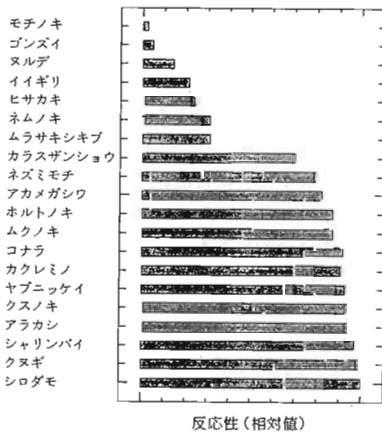 モチノキ
ゴンズイ
ヌルデ
イイギリ
ヒサカキ
ネムノキ
ムラサキシキブ
カラスザンショウ
ネズミモチ
アカメガシワ
ホルトノキ
ムクノキ
コナラ
カクレミノ
ヤブニッケイ
クスノキ
アラカシ
シャリンバイ
クヌギ
シロダモ
反応性(相対値)